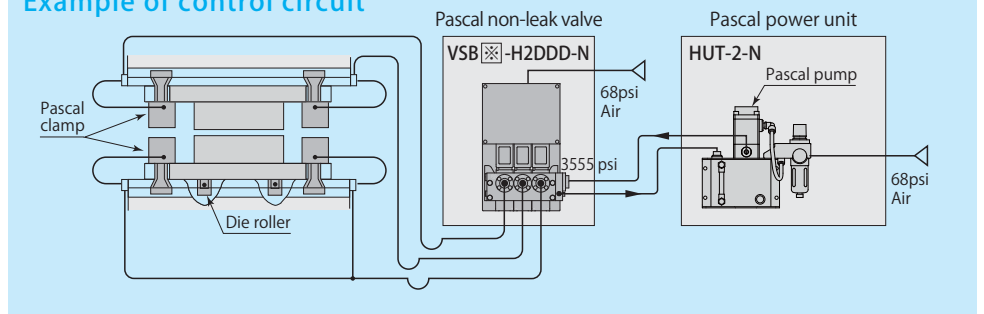 Example of control circuit
Pascal non-leak valve
Pascal power unit
VSB※-H2DDD-N
HUT-2-N
Pascal pump
68psi
Air
Pascal
clamp
3555 psi
68psi
Air
Die roller